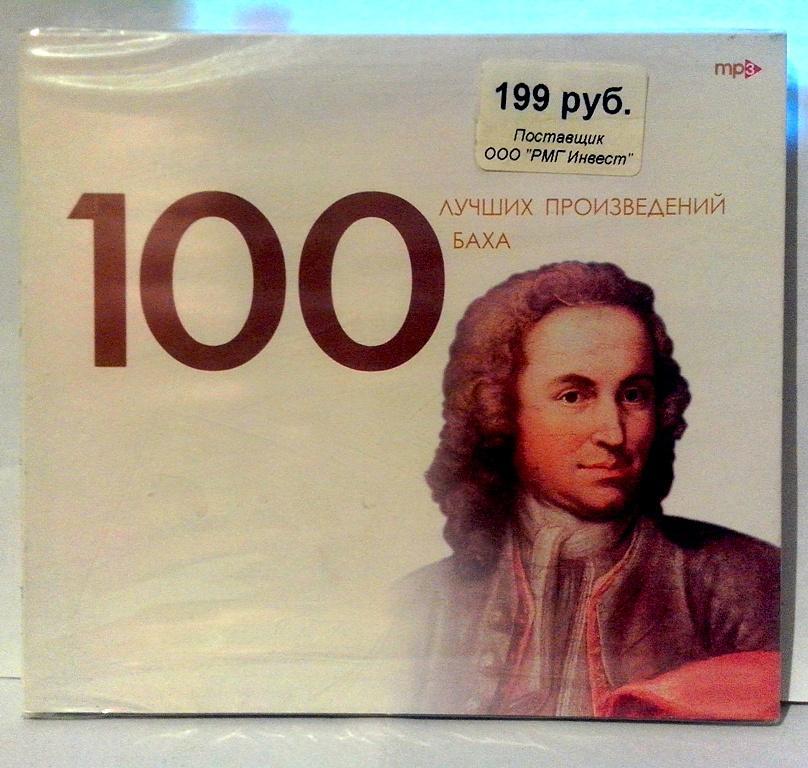 mp3
199 руб.
Поставщик
ООО "РМГ Инвест"
100
ЛУЧШИХ ПРОИЗВЕДЕНИЙ
БАХА